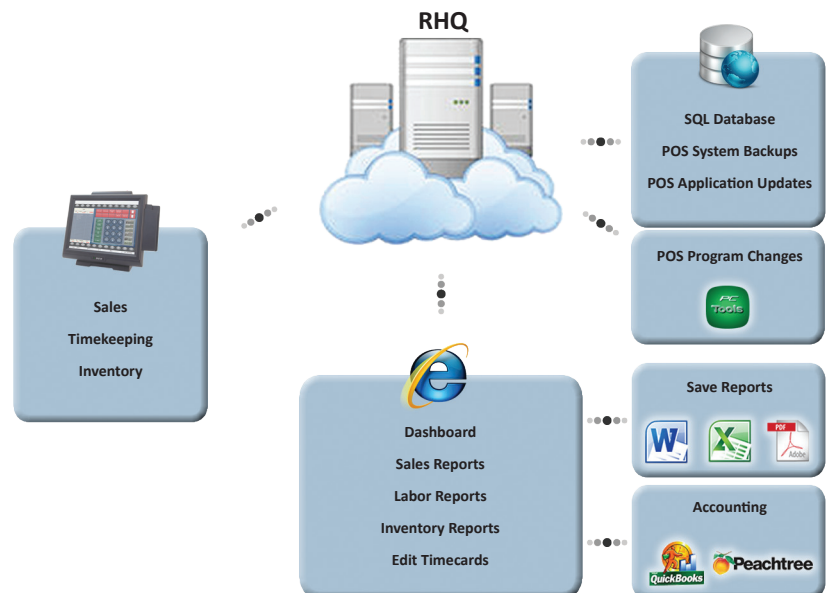 RHQ
SQL Database
POS System Backups
POS Application Updates
Sales
Timekeeping
Inventory
POS Program Changes
PC
Tools
Dashboard
Sales Reports
Labor Reports
Inventory Reports
Edit Timecards
Save Reports
W
X
PDF
Adobe
Accounting
QuickBooks
Peachtree